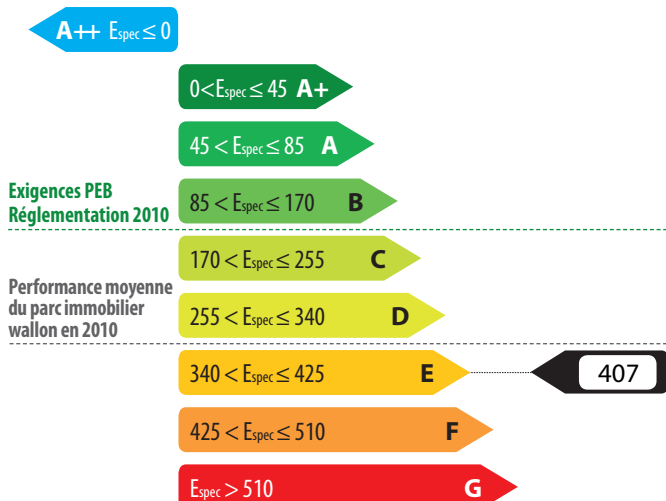 A++ Espec ≤ 0
0<Espec ≤ 45 A+
45 < Espec ≤ 85 A
Exigences PEB
Réglementation 2010
85 < Espec ≤ 170 B
170 < Espec ≤ 255 C
Performance moyenne
du parc immobilier
wallon en 2010
255 < Espec ≤ 340 D
340 < Espec ≤ 425 E
407
425 < Espec ≤ 510 F
Espec > 510 G